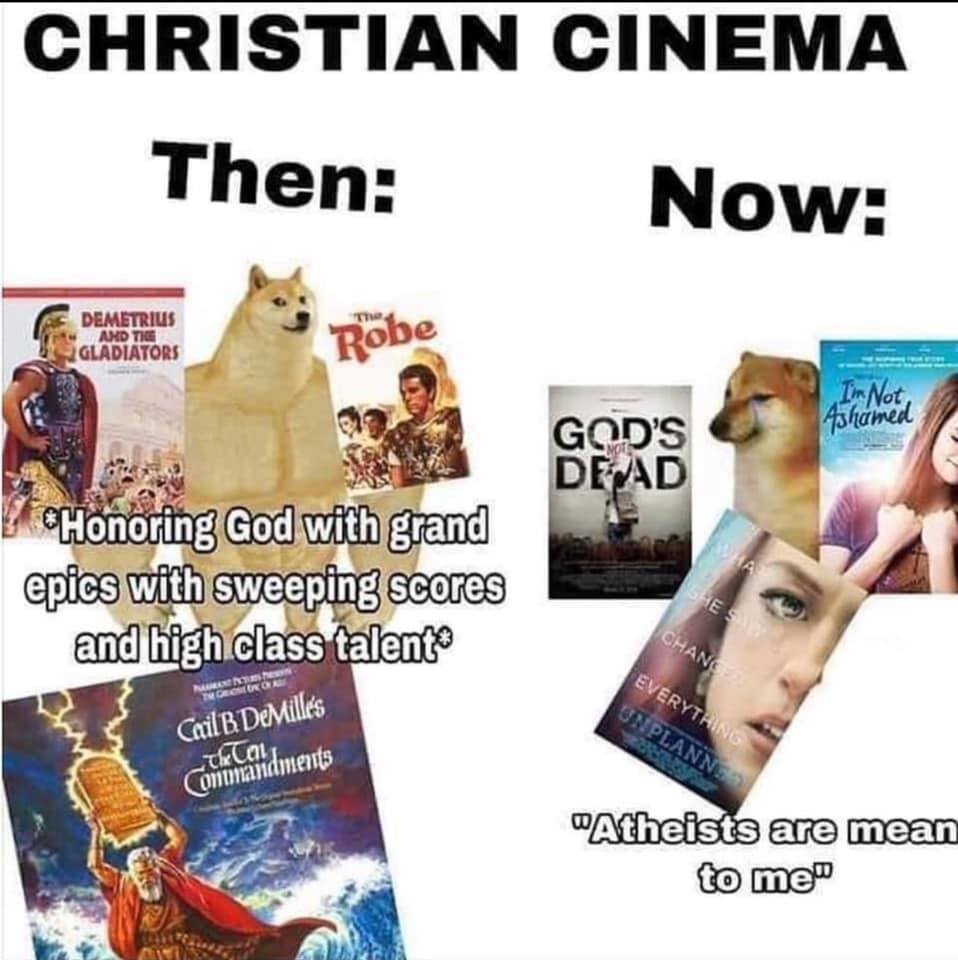 CHRISTIAN CINEMA
Then:
Now:
DEMETRIUS
AND THE
GLADIATORS
The
Robe
*Honoring God with grand
epics with sweeping scores
and high class talent*
Cecil B. DeMille's
The Ten
Commandments
GOD'S
NOT
DEAD
I'm Not
Ashamed
WHAT
SHE SAW
CHANGED
EVERYTHING
UNPLANNED
"Atheists are mean
to me"